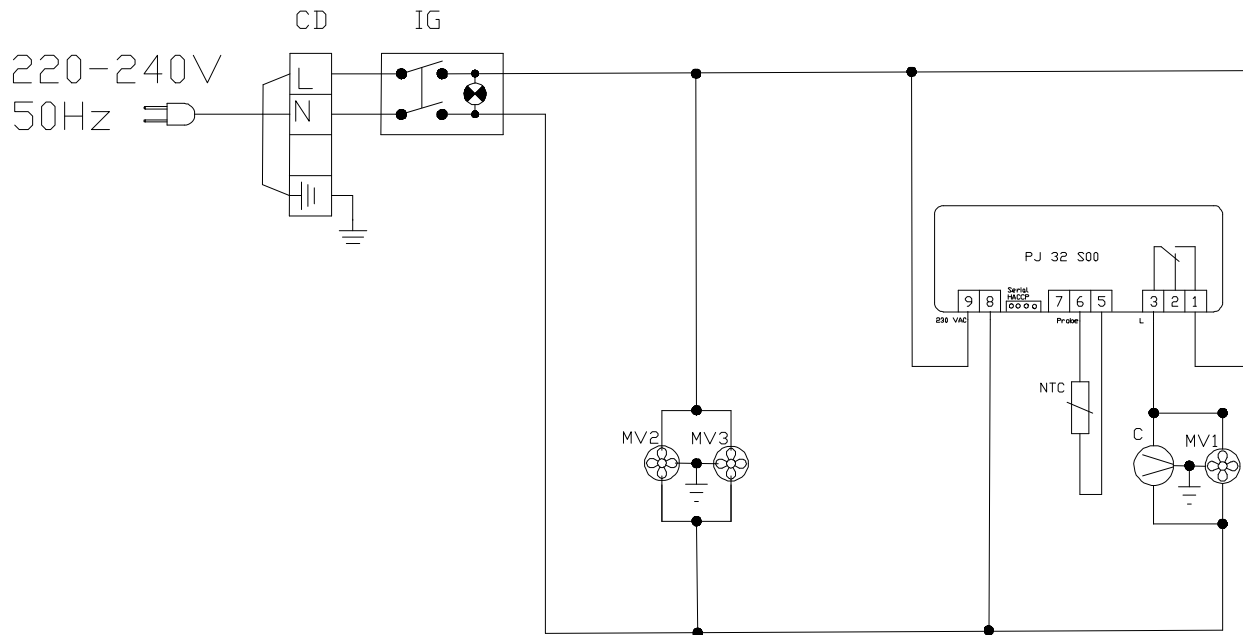 CD IG
220-240V
50Hz
L
N
PJ 32 S00
Serial
HACCP
9 8 7 6 5 3 2 1
230 VAC Probe L
NTC
MV2 MV3
C MV1